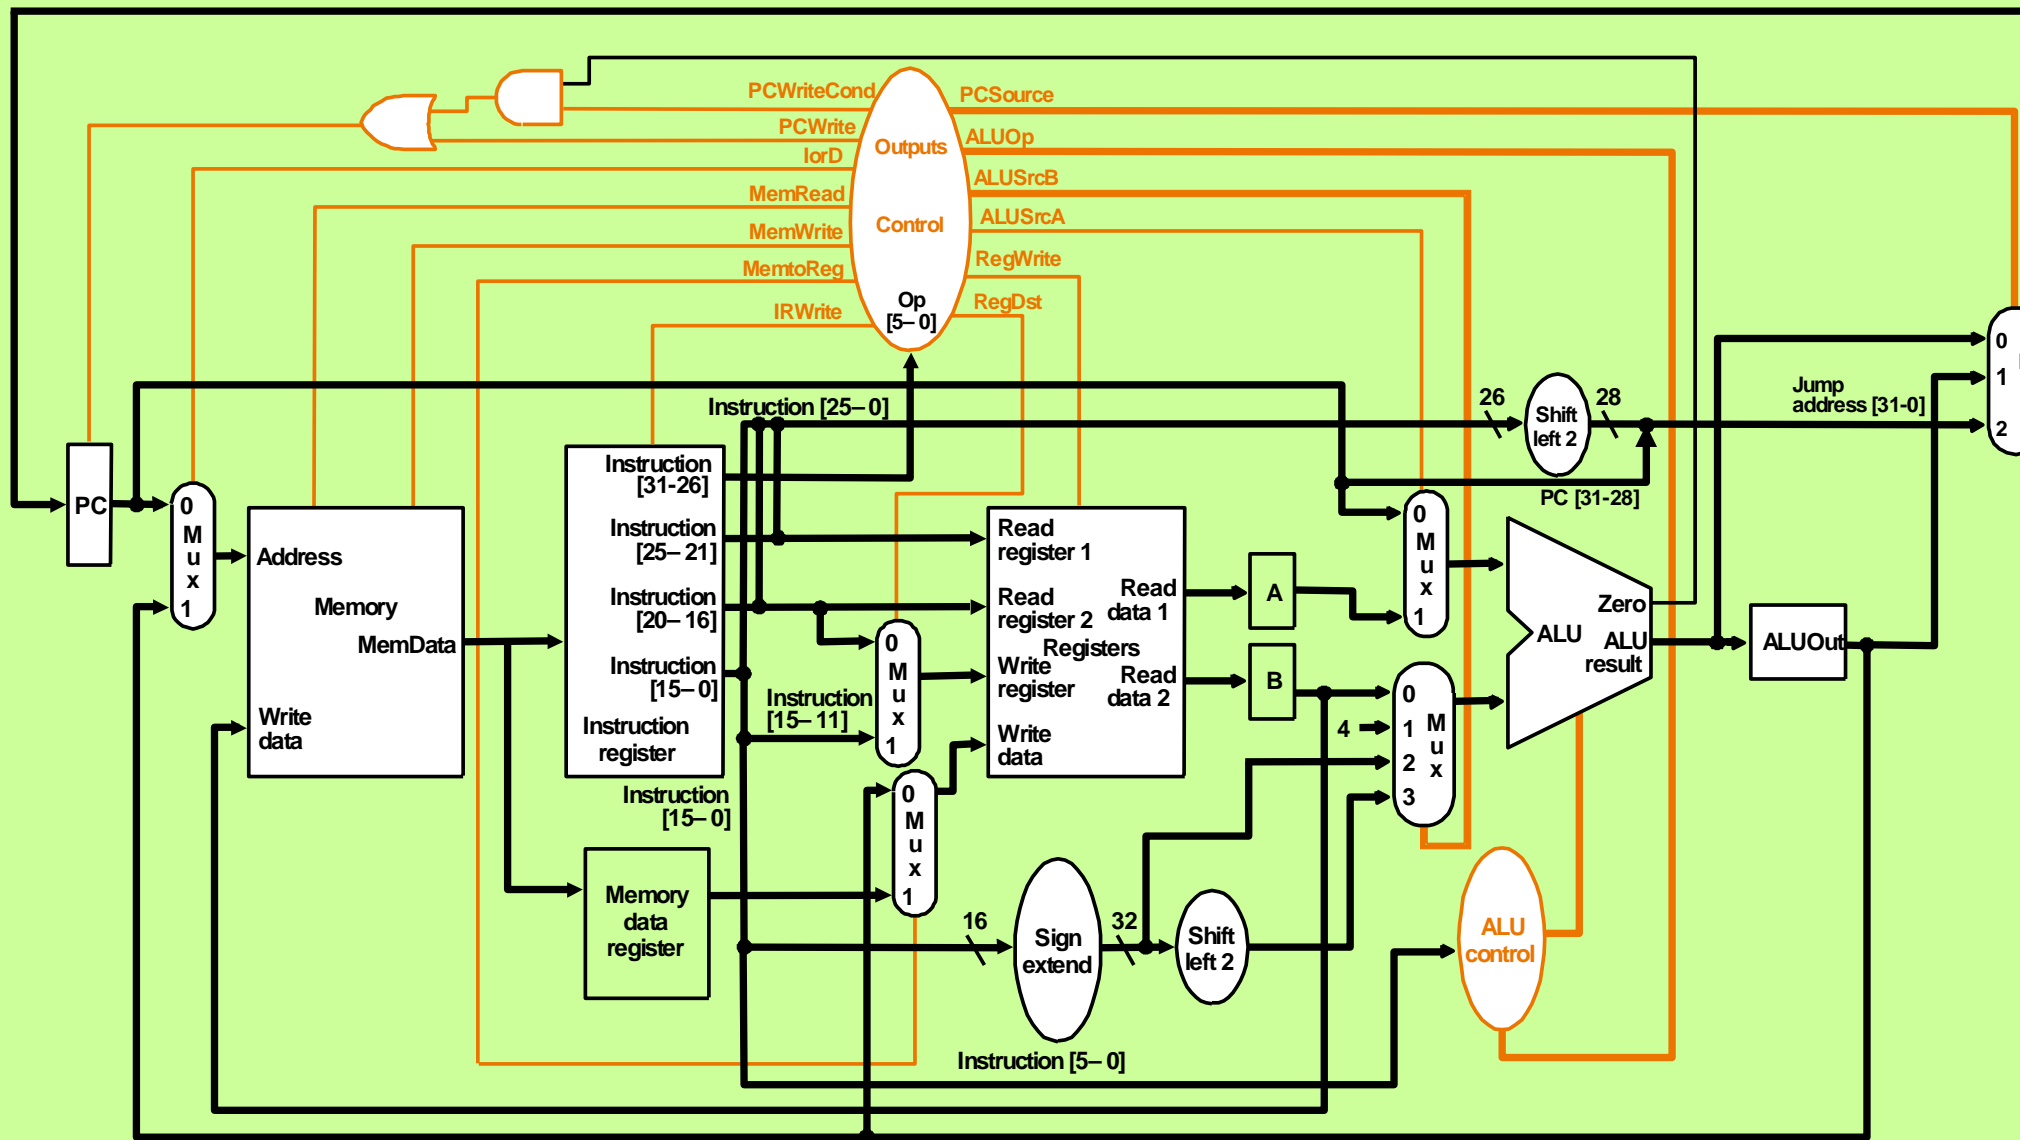 PCWriteCond
PCSource
PCWrite
ALUOp
Outputs
IorD
ALUSrcB
MemRead
ALUSrcA
Control
MemWrite
RegWrite
MemtoReg
RegDst
Op
[5–0]
IRWrite
0
1
2
Jump
address [31-0]
Instruction [25–0]
26
28
Shift
left 2
PC [31-28]
PC
0
M
u
x
1
Address
Memory
MemData
Write
data
Instruction
[31-26]
Instruction
[25–21]
Instruction
[20–16]
Instruction
[15–0]
Instruction
register
Instruction
[15–0]
Instruction
[15–11]
0
M
u
x
1
Read
register 1
Read
register 2
Registers
Write
register
Write
data
Read
data 1
Read
data 2
A
B
0
M
u
x
1
4
0
1
2
3
M
u
x
Zero
ALU
ALU
result
ALUOut
Memory
data
register
0
M
u
x
1
16
Sign
extend
32
Shift
left 2
ALU
control
Instruction [5–0]